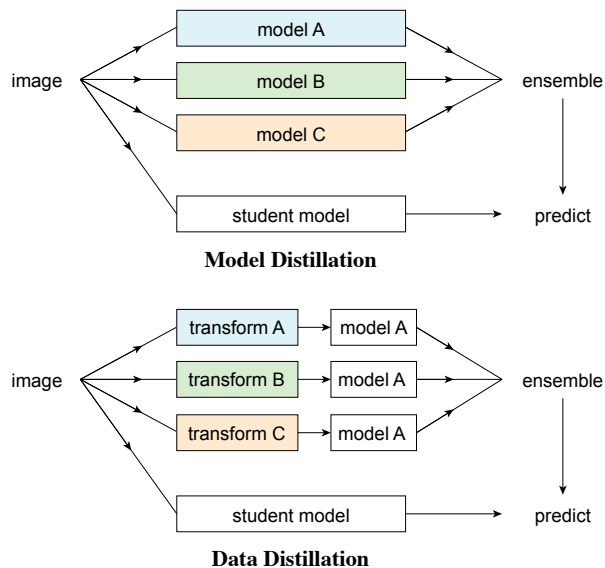 model A
image model B ensemble
model C
student model predict
Model Distillation
transform A model A
image transform B model A ensemble
transform C model A
student model predict
Data Distillation